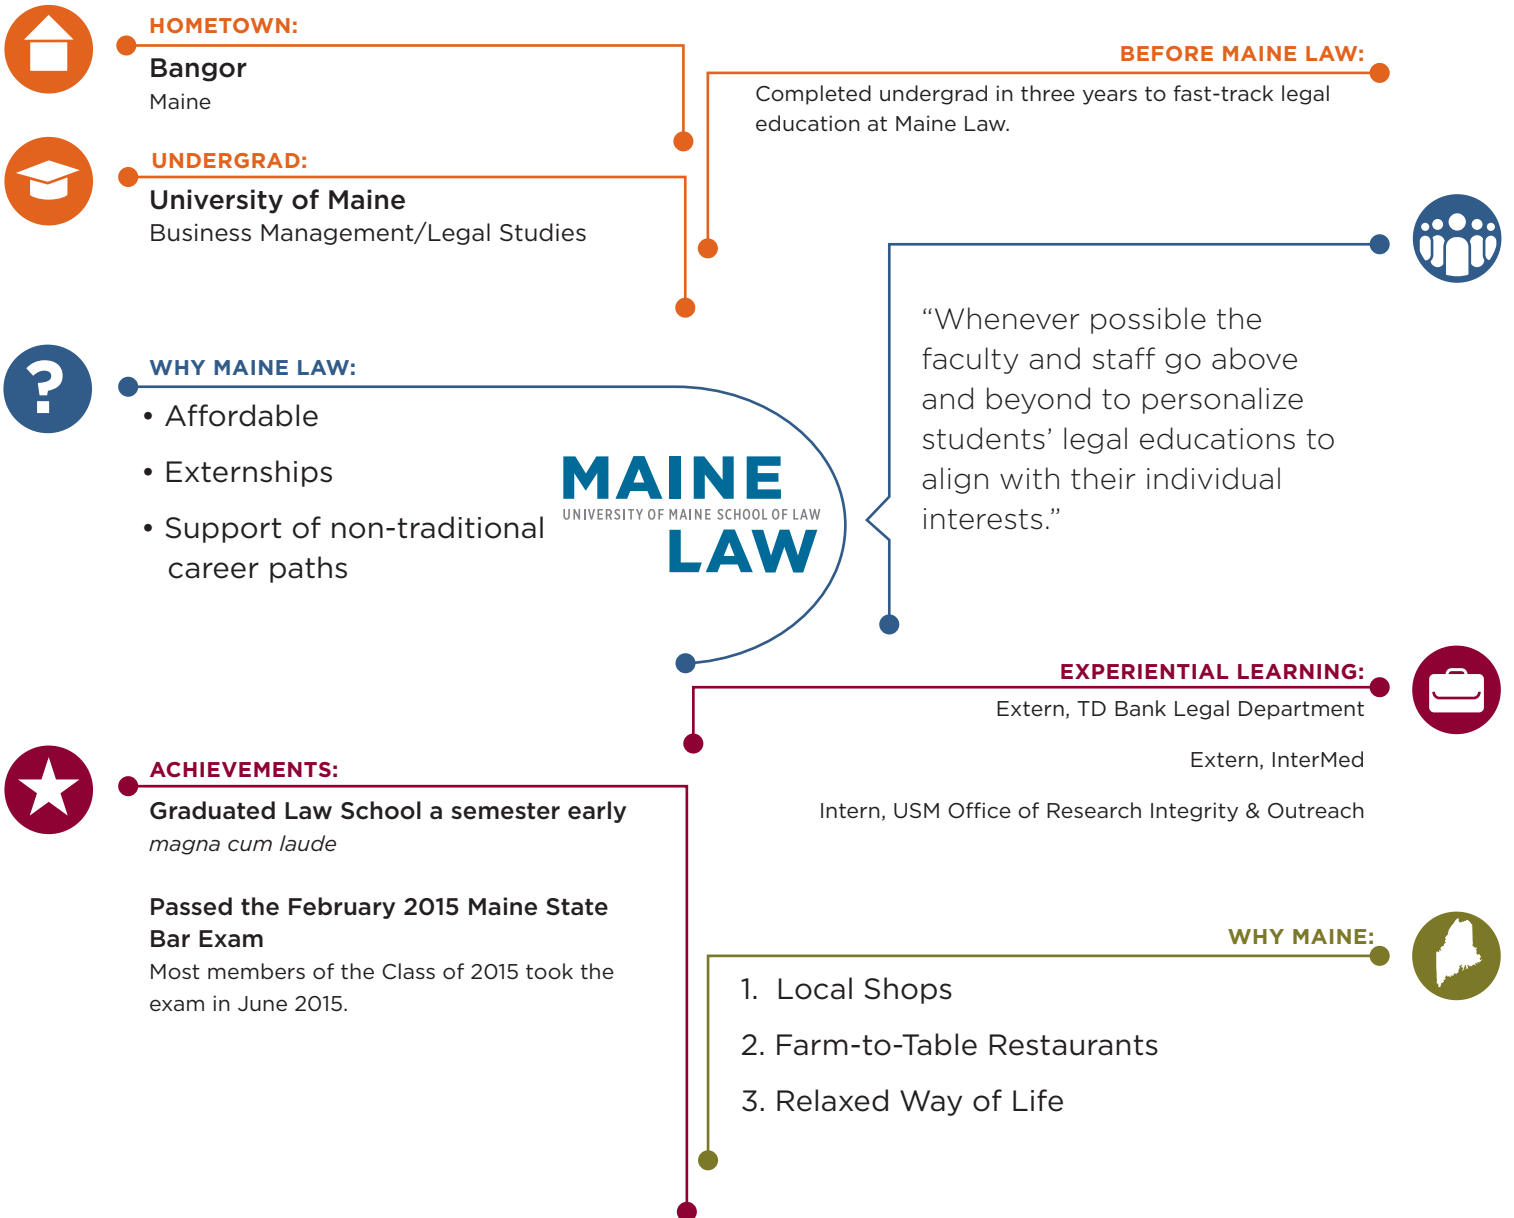 HOMETOWN:
Bangor
Maine
BEFORE MAINE LAW:
Completed undergrad in three years to fast-track legal
education at Maine Law.
UNDERGRAD:
University of Maine
Business Management/Legal Studies
“Whenever possible the
faculty and staff go above
and beyond to personalize
students’ legal educations to
align with their individual
interests.”
WHY MAINE LAW:
• Affordable
• Externships
• Support of non-traditional
career paths
MAINE
UNIVERSITY OF MAINE SCHOOL OF LAW
LAW
EXPERIENTIAL LEARNING:
Extern, TD Bank Legal Department
Extern, InterMed
Intern, USM Office of Research Integrity & Outreach
ACHIEVEMENTS:
Graduated Law School a semester early
magna cum laude
Passed the February 2015 Maine State
Bar Exam
Most members of the Class of 2015 took the
exam in June 2015.
WHY MAINE:
1. Local Shops
2. Farm-to-Table Restaurants
3. Relaxed Way of Life